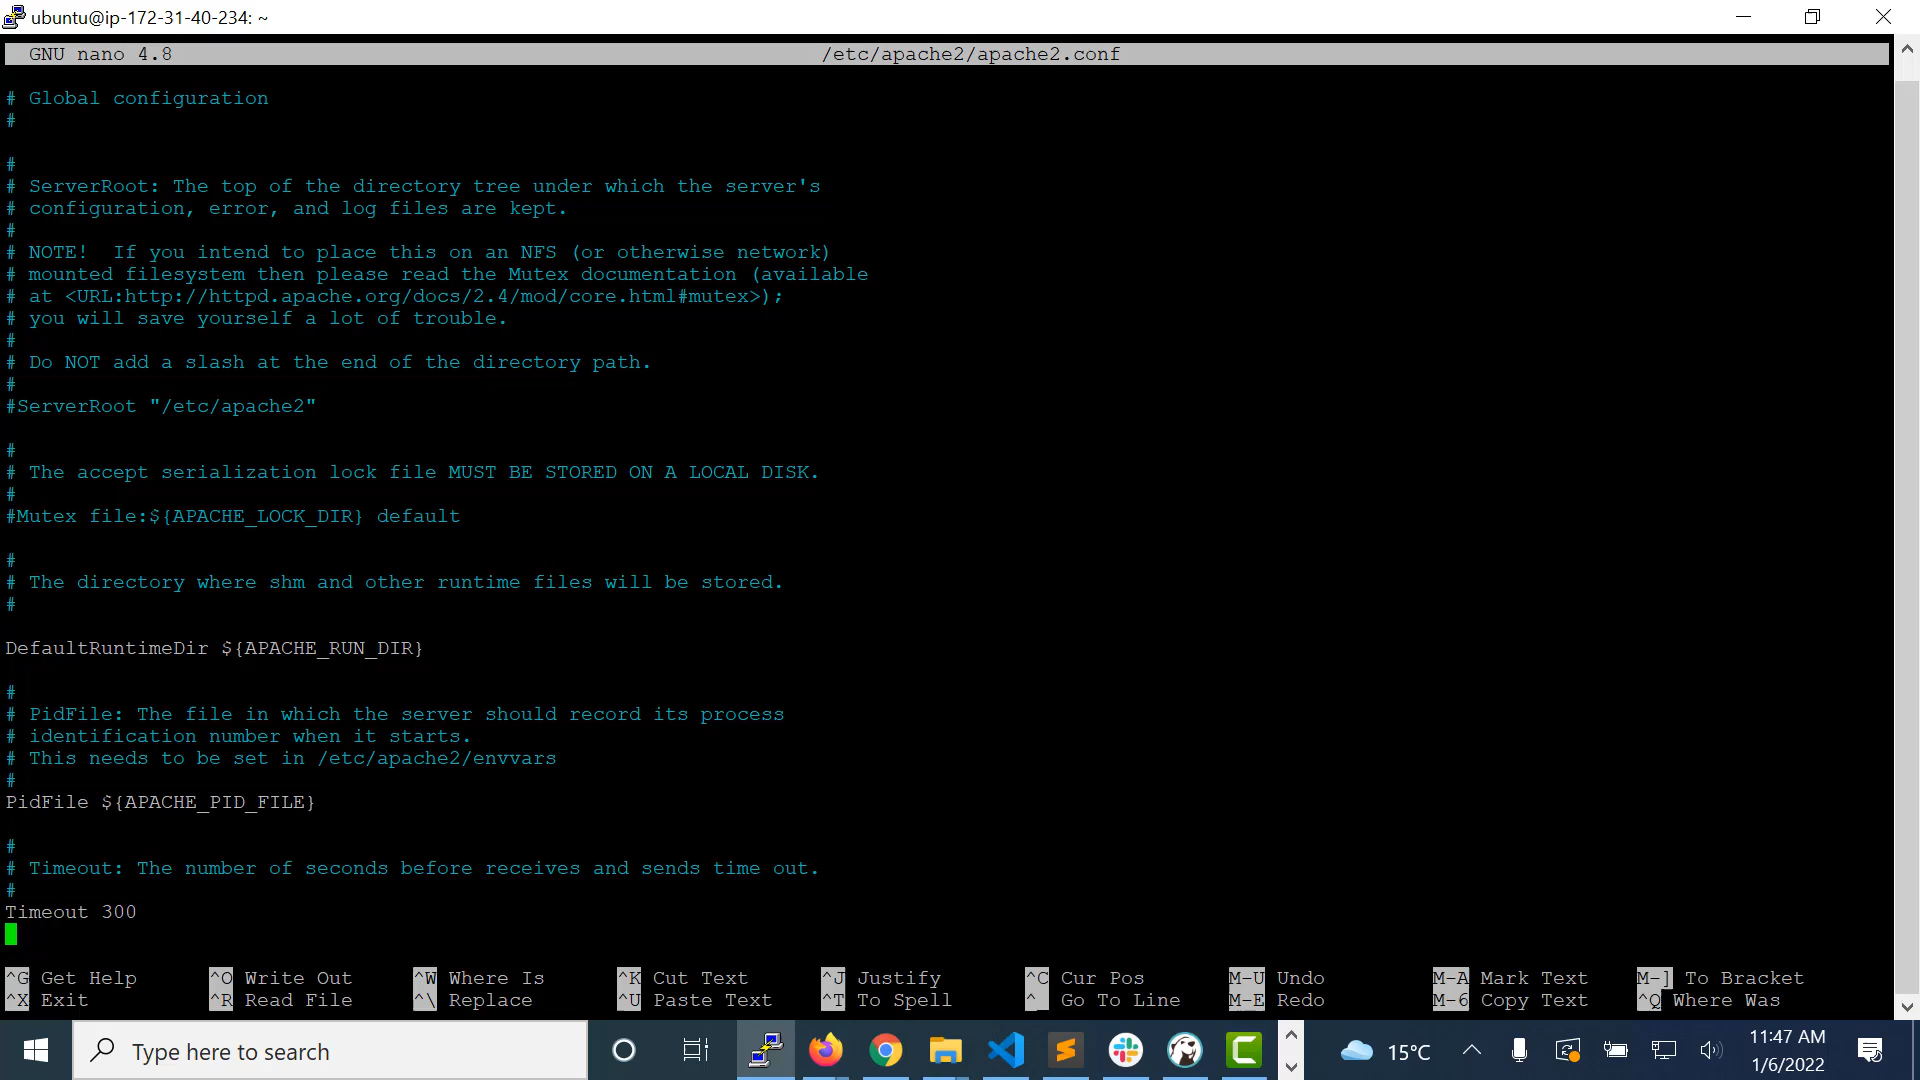 ubuntu@ip-172-31-40-234: ~
GNU nano 4.8 /etc/apache2/apache2.conf
# Global configuration
#
#
# ServerRoot: The top of the directory tree under which the server's
# configuration, error, and log files are kept.
#
# NOTE!  If you intend to place this on an NFS (or otherwise network)
# mounted filesystem then please read the Mutex documentation (available
# at <URL:http://httpd.apache.org/docs/2.4/mod/core.html#mutex>);
# you will save yourself a lot of trouble.
#
# Do NOT add a slash at the end of the directory path.
#
#ServerRoot "/etc/apache2"
#
# The accept serialization lock file MUST BE STORED ON A LOCAL DISK.
#
#Mutex file:${APACHE_LOCK_DIR} default
#
# The directory where shm and other runtime files will be stored.
#
DefaultRuntimeDir ${APACHE_RUN_DIR}
#
# PidFile: The file in which the server should record its process
# identification number when it starts.
# This needs to be set in /etc/apache2/envvars
#
PidFile ${APACHE_PID_FILE}
#
# Timeout: The number of seconds before receives and sends time out.
#
Timeout 300
^G Get Help ^O Write Out ^W Where Is ^K Cut Text ^J Justify ^C Cur Pos M-U Undo M-A Mark Text M-] To Bracket
^X Exit ^R Read File ^\ Replace ^U Paste Text ^T To Spell ^_ Go To Line M-E Redo M-6 Copy Text ^Q Where Was
Type here to search 15°C 11:47 AM
1/6/2022